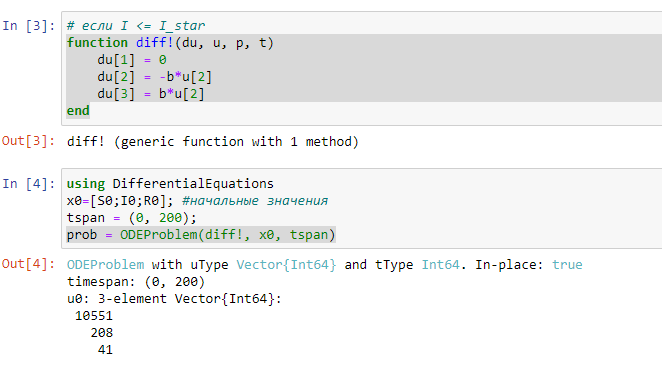 In [3]: # если I <= I_star
function diff!(du, u, p, t)
    du[1] = 0
    du[2] = -b*u[2]
    du[3] = b*u[2]
end
Out[3]: diff! (generic function with 1 method)
In [4]: using DifferentialEquations
x0=[S0;I0;R0]; #начальные значения
tspan = (0, 200);
prob = ODEProblem(diff!, x0, tspan)
Out[4]: ODEProblem with uType Vector{Int64} and tType Int64. In-place: true
timespan: (0, 200)
u0: 3-element Vector{Int64}:
 10551
   208
    41